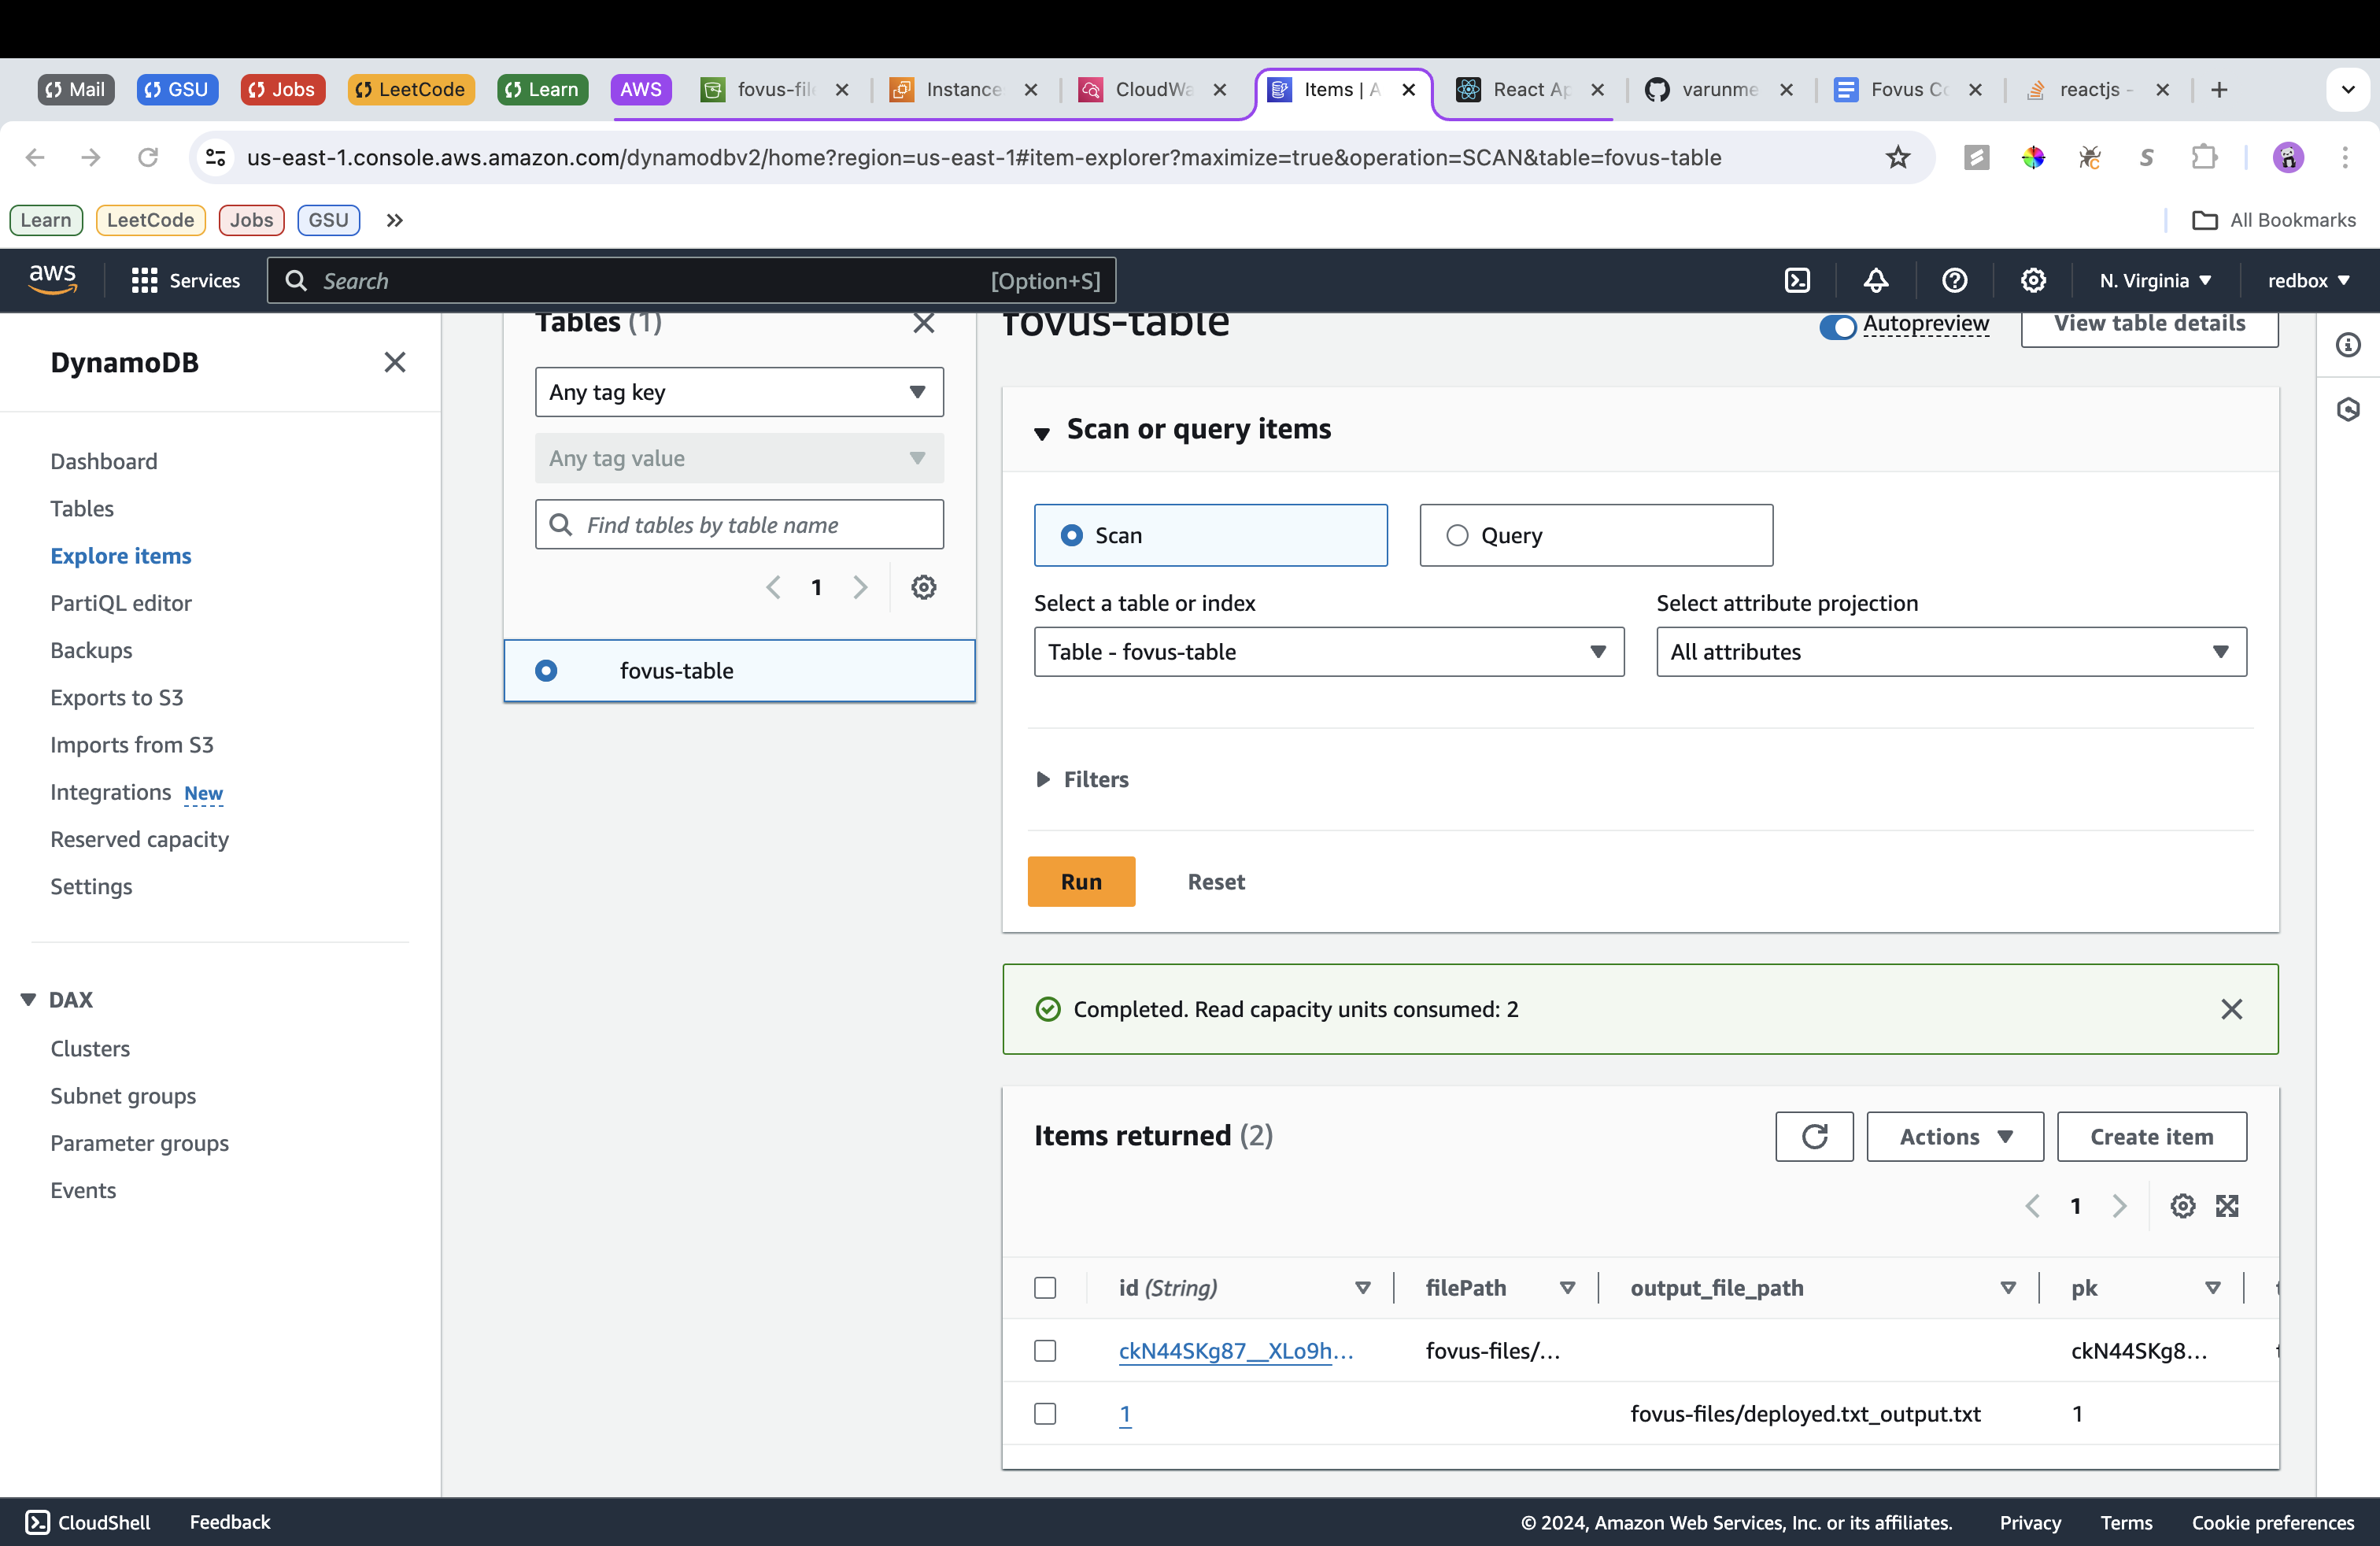 Mail
GSU
Jobs
LeetCode
Learn
AWS
fovus-fil
Instance
CloudWa
Items | A
React Ap
varunme
Fovus Co
reactjs -
us-east-1.console.aws.amazon.com/dynamodbv2/home?region=us-east-1#item-explorer?maximize=true&operation=SCAN&table=fovus-table
Learn
LeetCode
Jobs
GSU
»
All Bookmarks
aws
Services
Search
[Option+S]
N. Virginia
redbox
DynamoDB
Dashboard
Tables
Explore items
PartiQL editor
Backups
Exports to S3
Imports from S3
Integrations New
Reserved capacity
Settings
DAX
Clusters
Subnet groups
Parameter groups
Events
Tables (1)
Any tag key
Any tag value
Find tables by table name
1
fovus-table
fovus-table
Autopreview
View table details
Scan or query items
Scan
Query
Select a table or index
Select attribute projection
Table - fovus-table
All attributes
Filters
Run
Reset
Completed. Read capacity units consumed: 2
Items returned (2)
Actions
Create item
1
id (String) filePath output_file_path pk
ckN44SKg87__XLo9h... fovus-files/... ckN44SKg8...
1 fovus-files/deployed.txt_output.txt 1
CloudShell
Feedback
© 2024, Amazon Web Services, Inc. or its affiliates.
Privacy
Terms
Cookie preferences